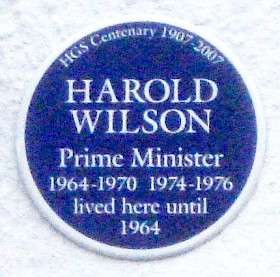 HGS Centenary 1907-2007
HAROLD
WILSON
Prime Minister
1964-1970 1974-1976
lived here until
1964